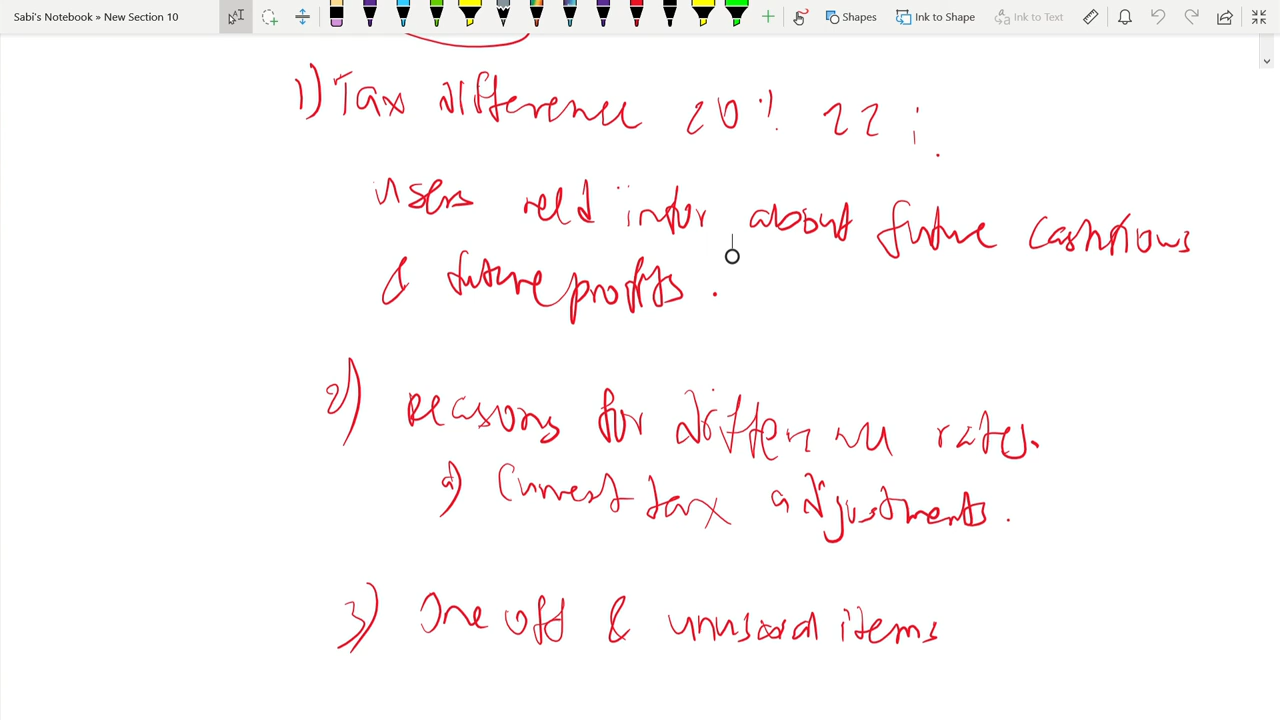 Sabi's Notebook » New Section 10
Shapes
Ink to Shape
Ink to Text
1) Tax difference 20% 22 ;
users need infor about future cashflows
& future profits .
2) Reasons for different rates.
a) Current tax adjustments .
3) One off & unusual items